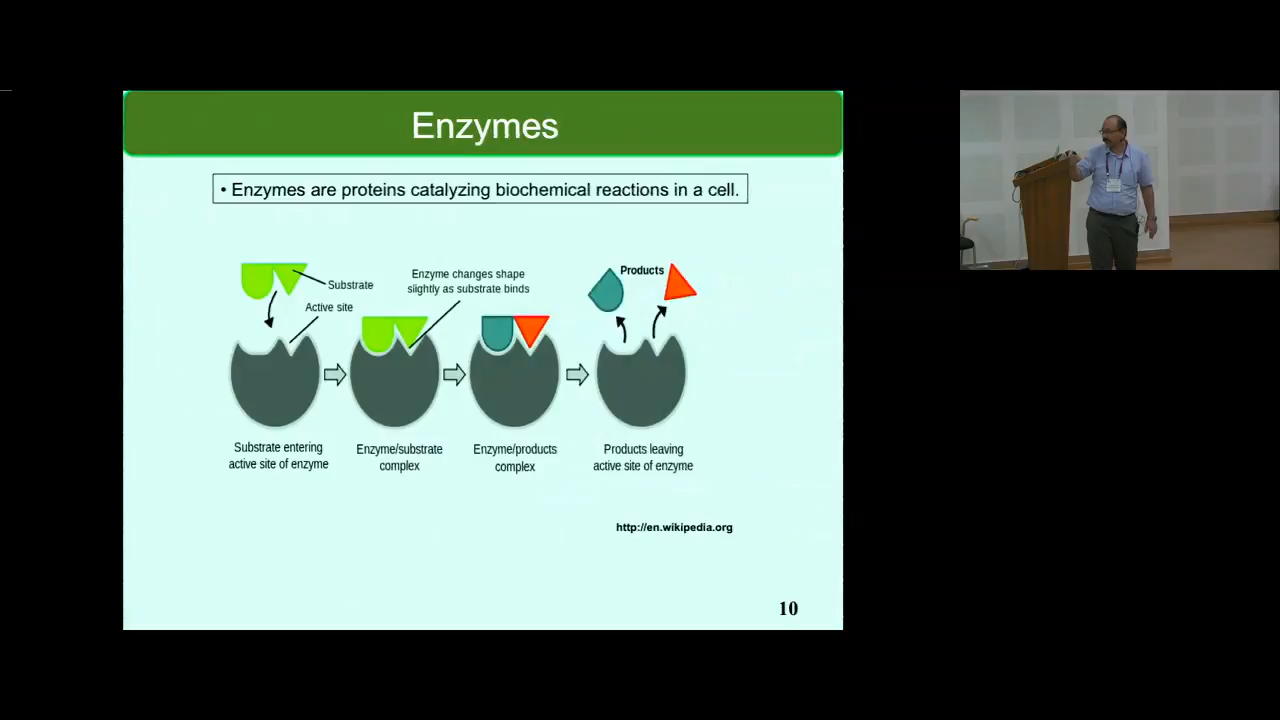 Enzymes
• Enzymes are proteins catalyzing biochemical reactions in a cell.
Substrate
Active site
Enzyme changes shape
slightly as substrate binds
Products
Substrate entering
active site of enzyme
Enzyme/substrate
complex
Enzyme/products
complex
Products leaving
active site of enzyme
http://en.wikipedia.org
10